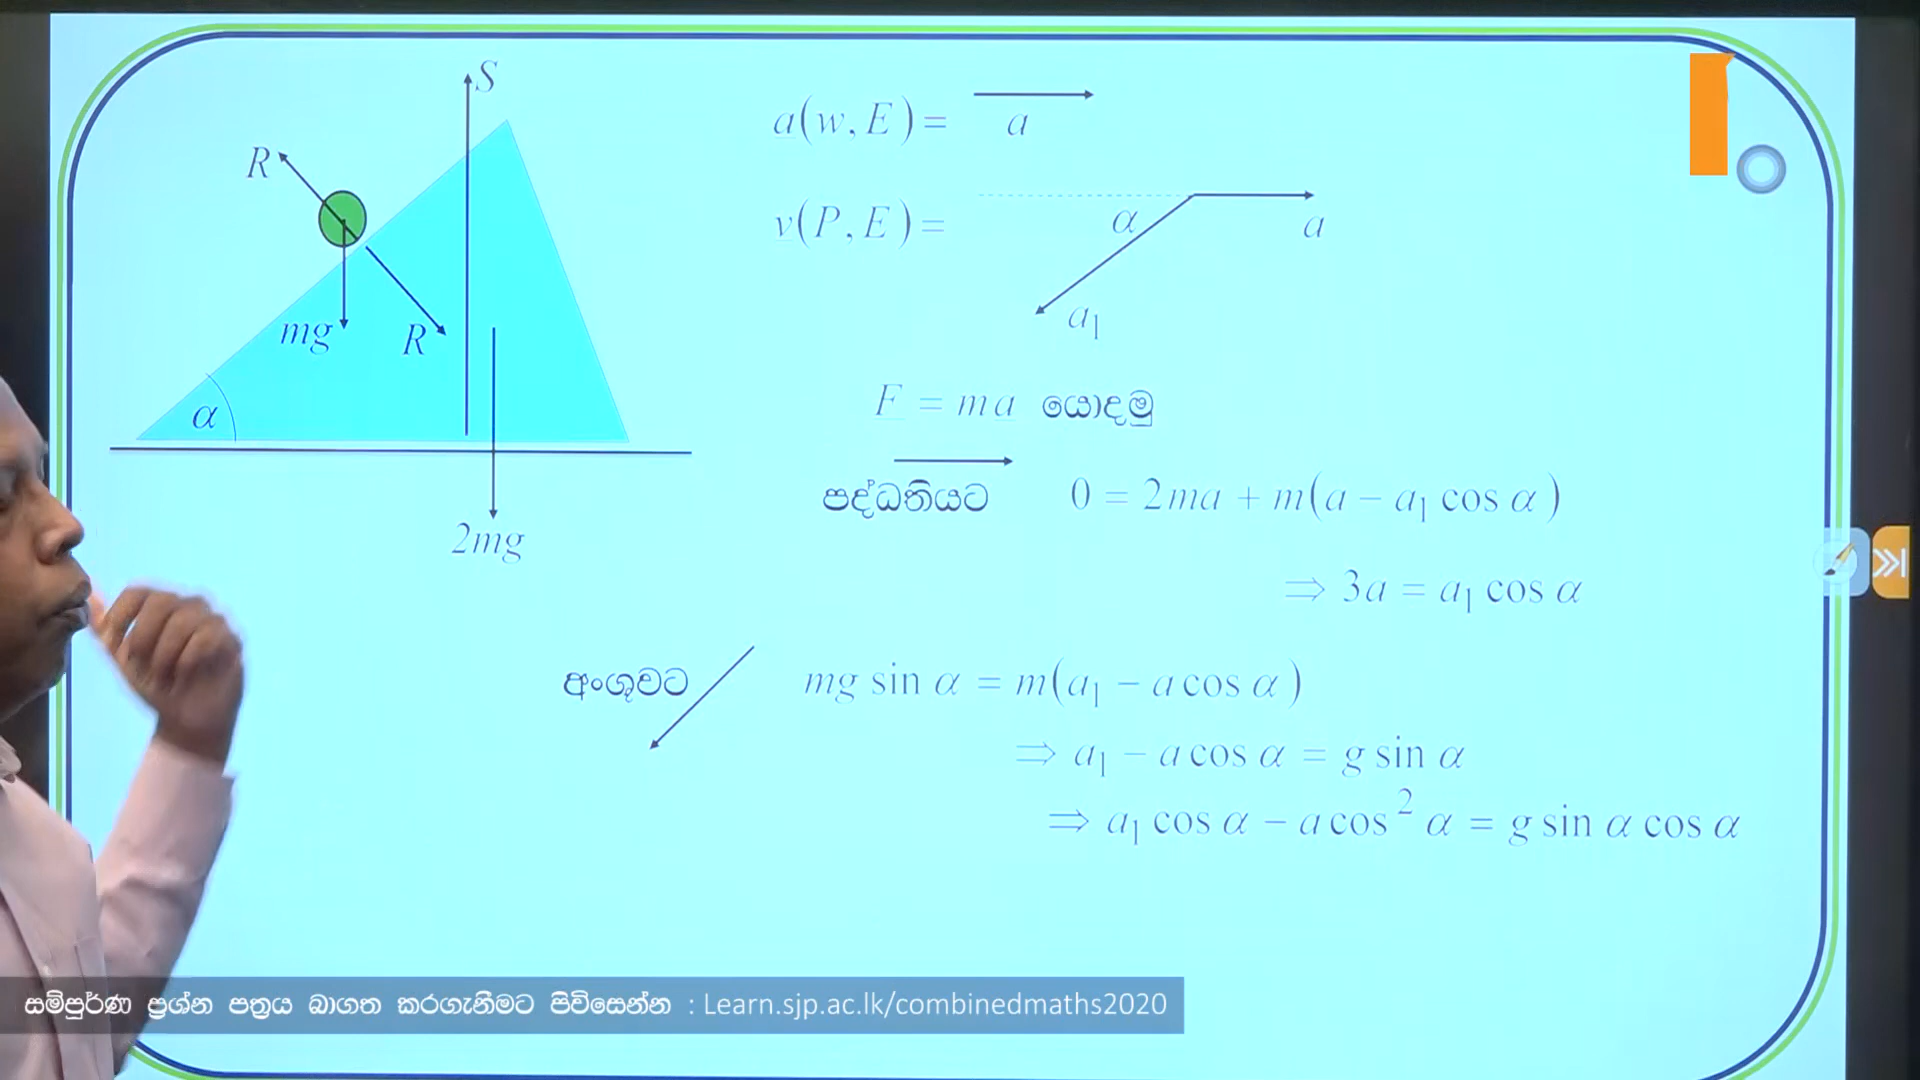 S
R
mg
R
α
2mg
a(w, E) = a
v(P, E) =
α
a
a₁
F = ma යොදමු
පද්ධතියට 0 = 2ma + m(a − a₁ cos α)
⇒ 3a = a₁ cos α
අංශුවට mg sin α = m(a₁ − a cos α)
⇒ a₁ − a cos α = g sin α
⇒ a₁ cos α − a cos² α = g sin α cos α
සම්පූර්ණ ප්‍රශ්න පත්‍රය බාගත කරගැනීමට පිවිසෙන්න : Learn.sjp.ac.lk/combinedmaths2020